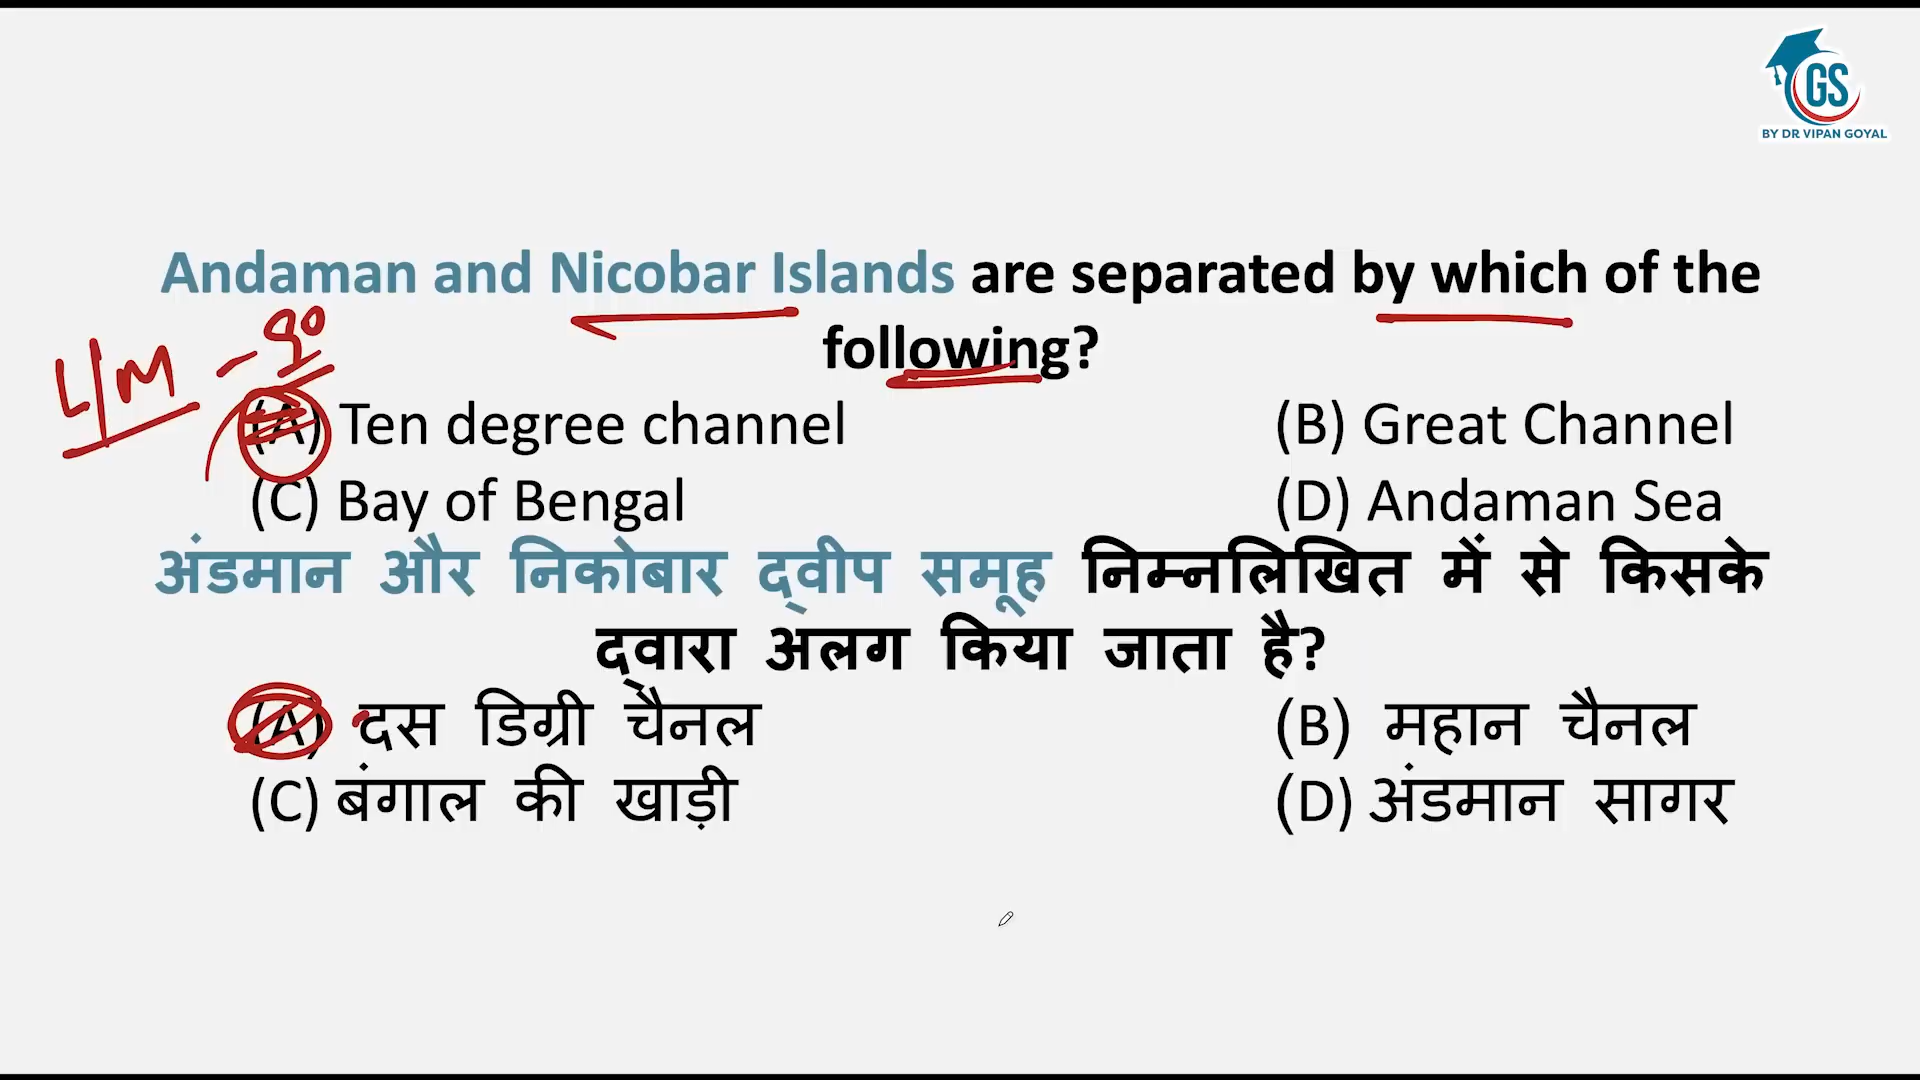 GS
BY DR VIPAN GOYAL
Andaman and Nicobar Islands are separated by which of the
following?
L/M - 9°
(A) Ten degree channel (B) Great Channel
(C) Bay of Bengal (D) Andaman Sea
अंडमान और निकोबार द्वीप समूह निम्नलिखित में से किसके
द्वारा अलग किया जाता है?
(A) दस डिग्री चैनल (B) महान चैनल
(C) बंगाल की खाड़ी (D) अंडमान सागर